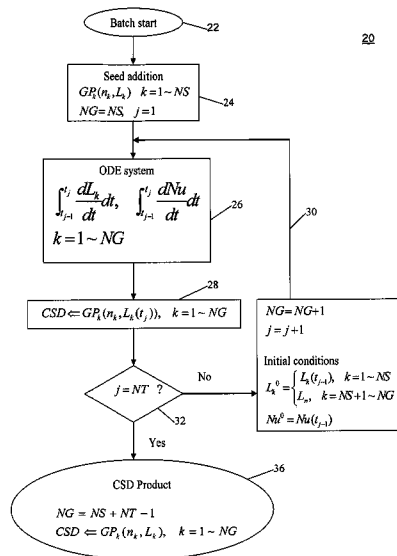 Batch start
22
20
Seed addition
GP_k(n_k, L_k)   k = 1 ~ NS
NG = NS,   j = 1
24
ODE system
∫_{t_{j-1}}^{t_j} dL_k/dt dt,   ∫_{t_{j-1}}^{t_j} dNu/dt dt
k = 1 ~ NG
26
30
28
CSD ⇐ GP_k(n_k, L_k(t_j)),   k = 1 ~ NG
NG = NG+1
j = j+1
Initial conditions
L_k^0 = { L_k(t_{j-1}),   k = 1 ~ NS
L_n,   k = NS+1 ~ NG
Nu^0 = Nu(t_{j-1})
j = NT ?
No
32
Yes
36
CSD Product
NG = NS + NT − 1
CSD ⇐ GP_k(n_k, L_k),   k = 1 ~ NG